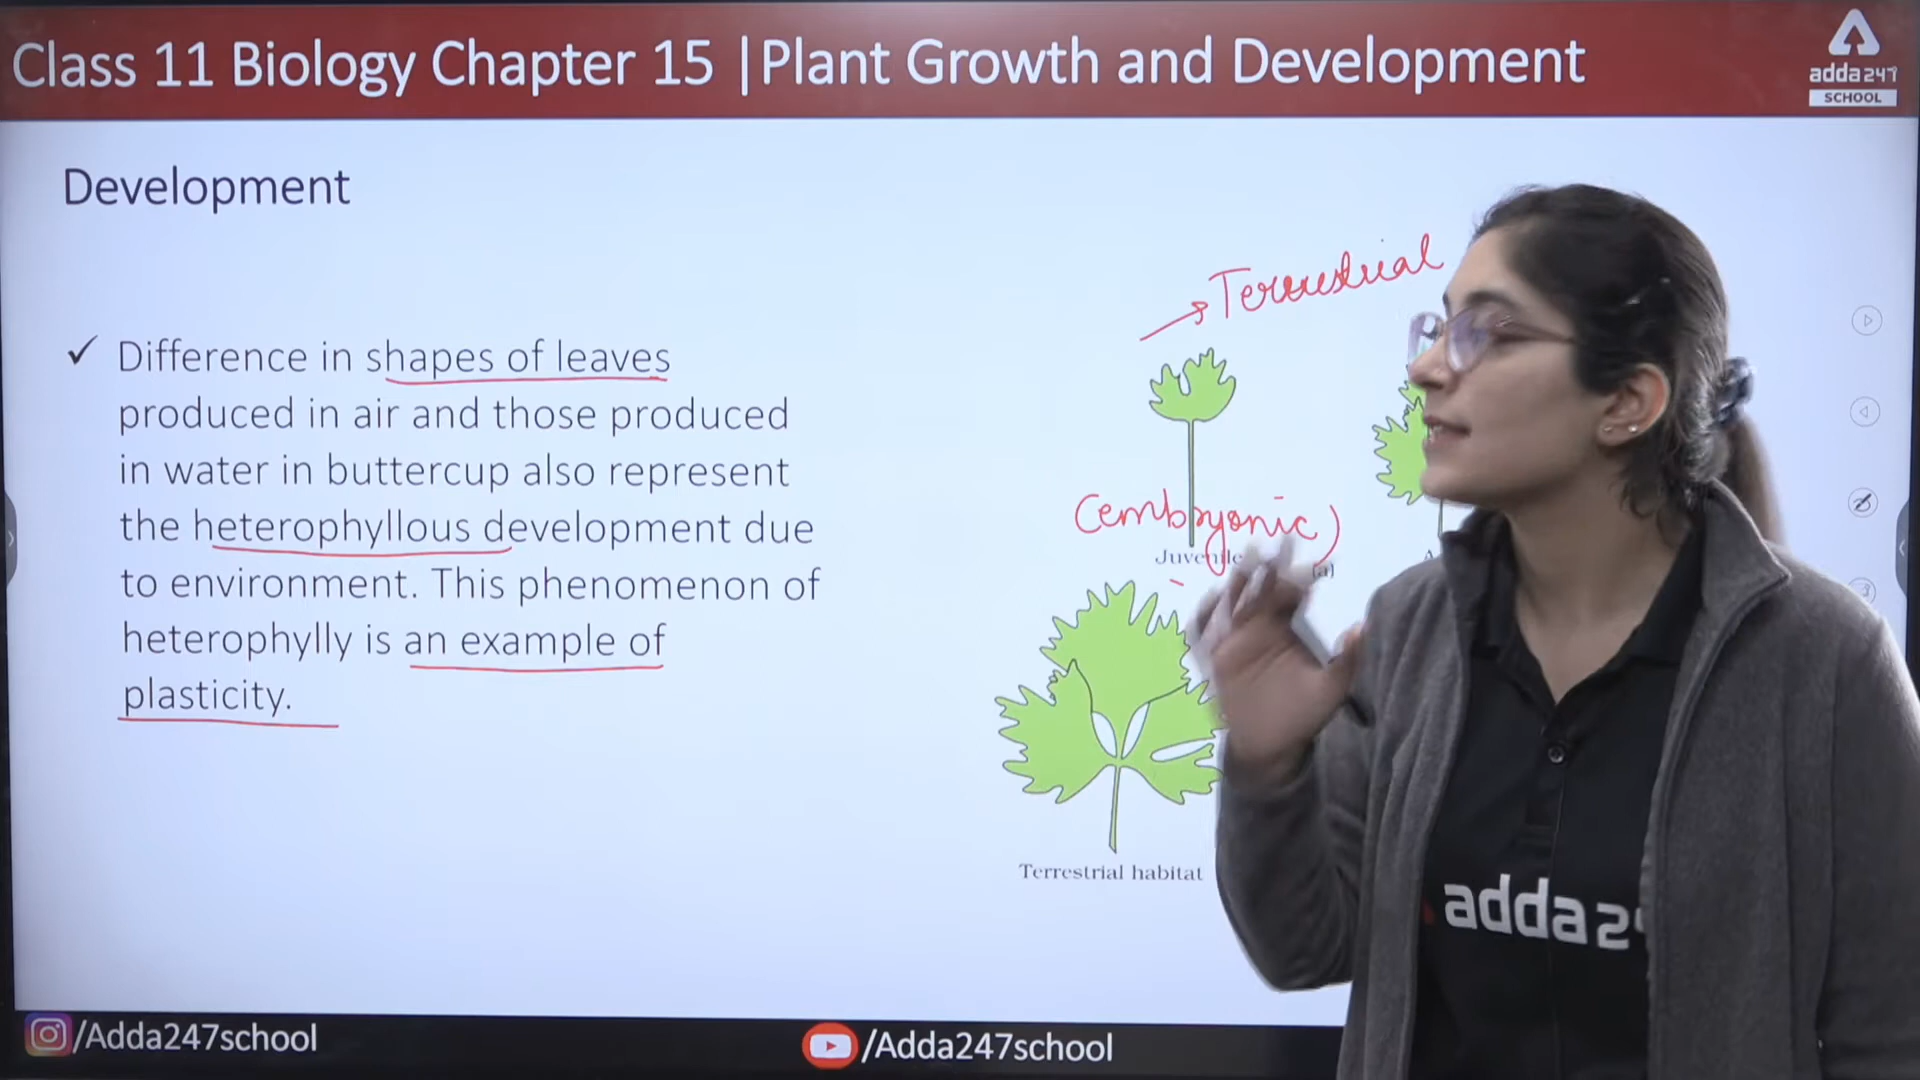 Class 11 Biology Chapter 15 |Plant Growth and Development
adda247
SCHOOL
Development
→Terrestrial
✓ Difference in shapes of leaves
produced in air and those produced
in water in buttercup also represent
the heterophyllous development due
to environment. This phenomenon of
heterophylly is an example of
plasticity.
(embryonic)
Juvenile
(a)
Terrestrial habitat
adda2
/Adda247school
/Adda247school